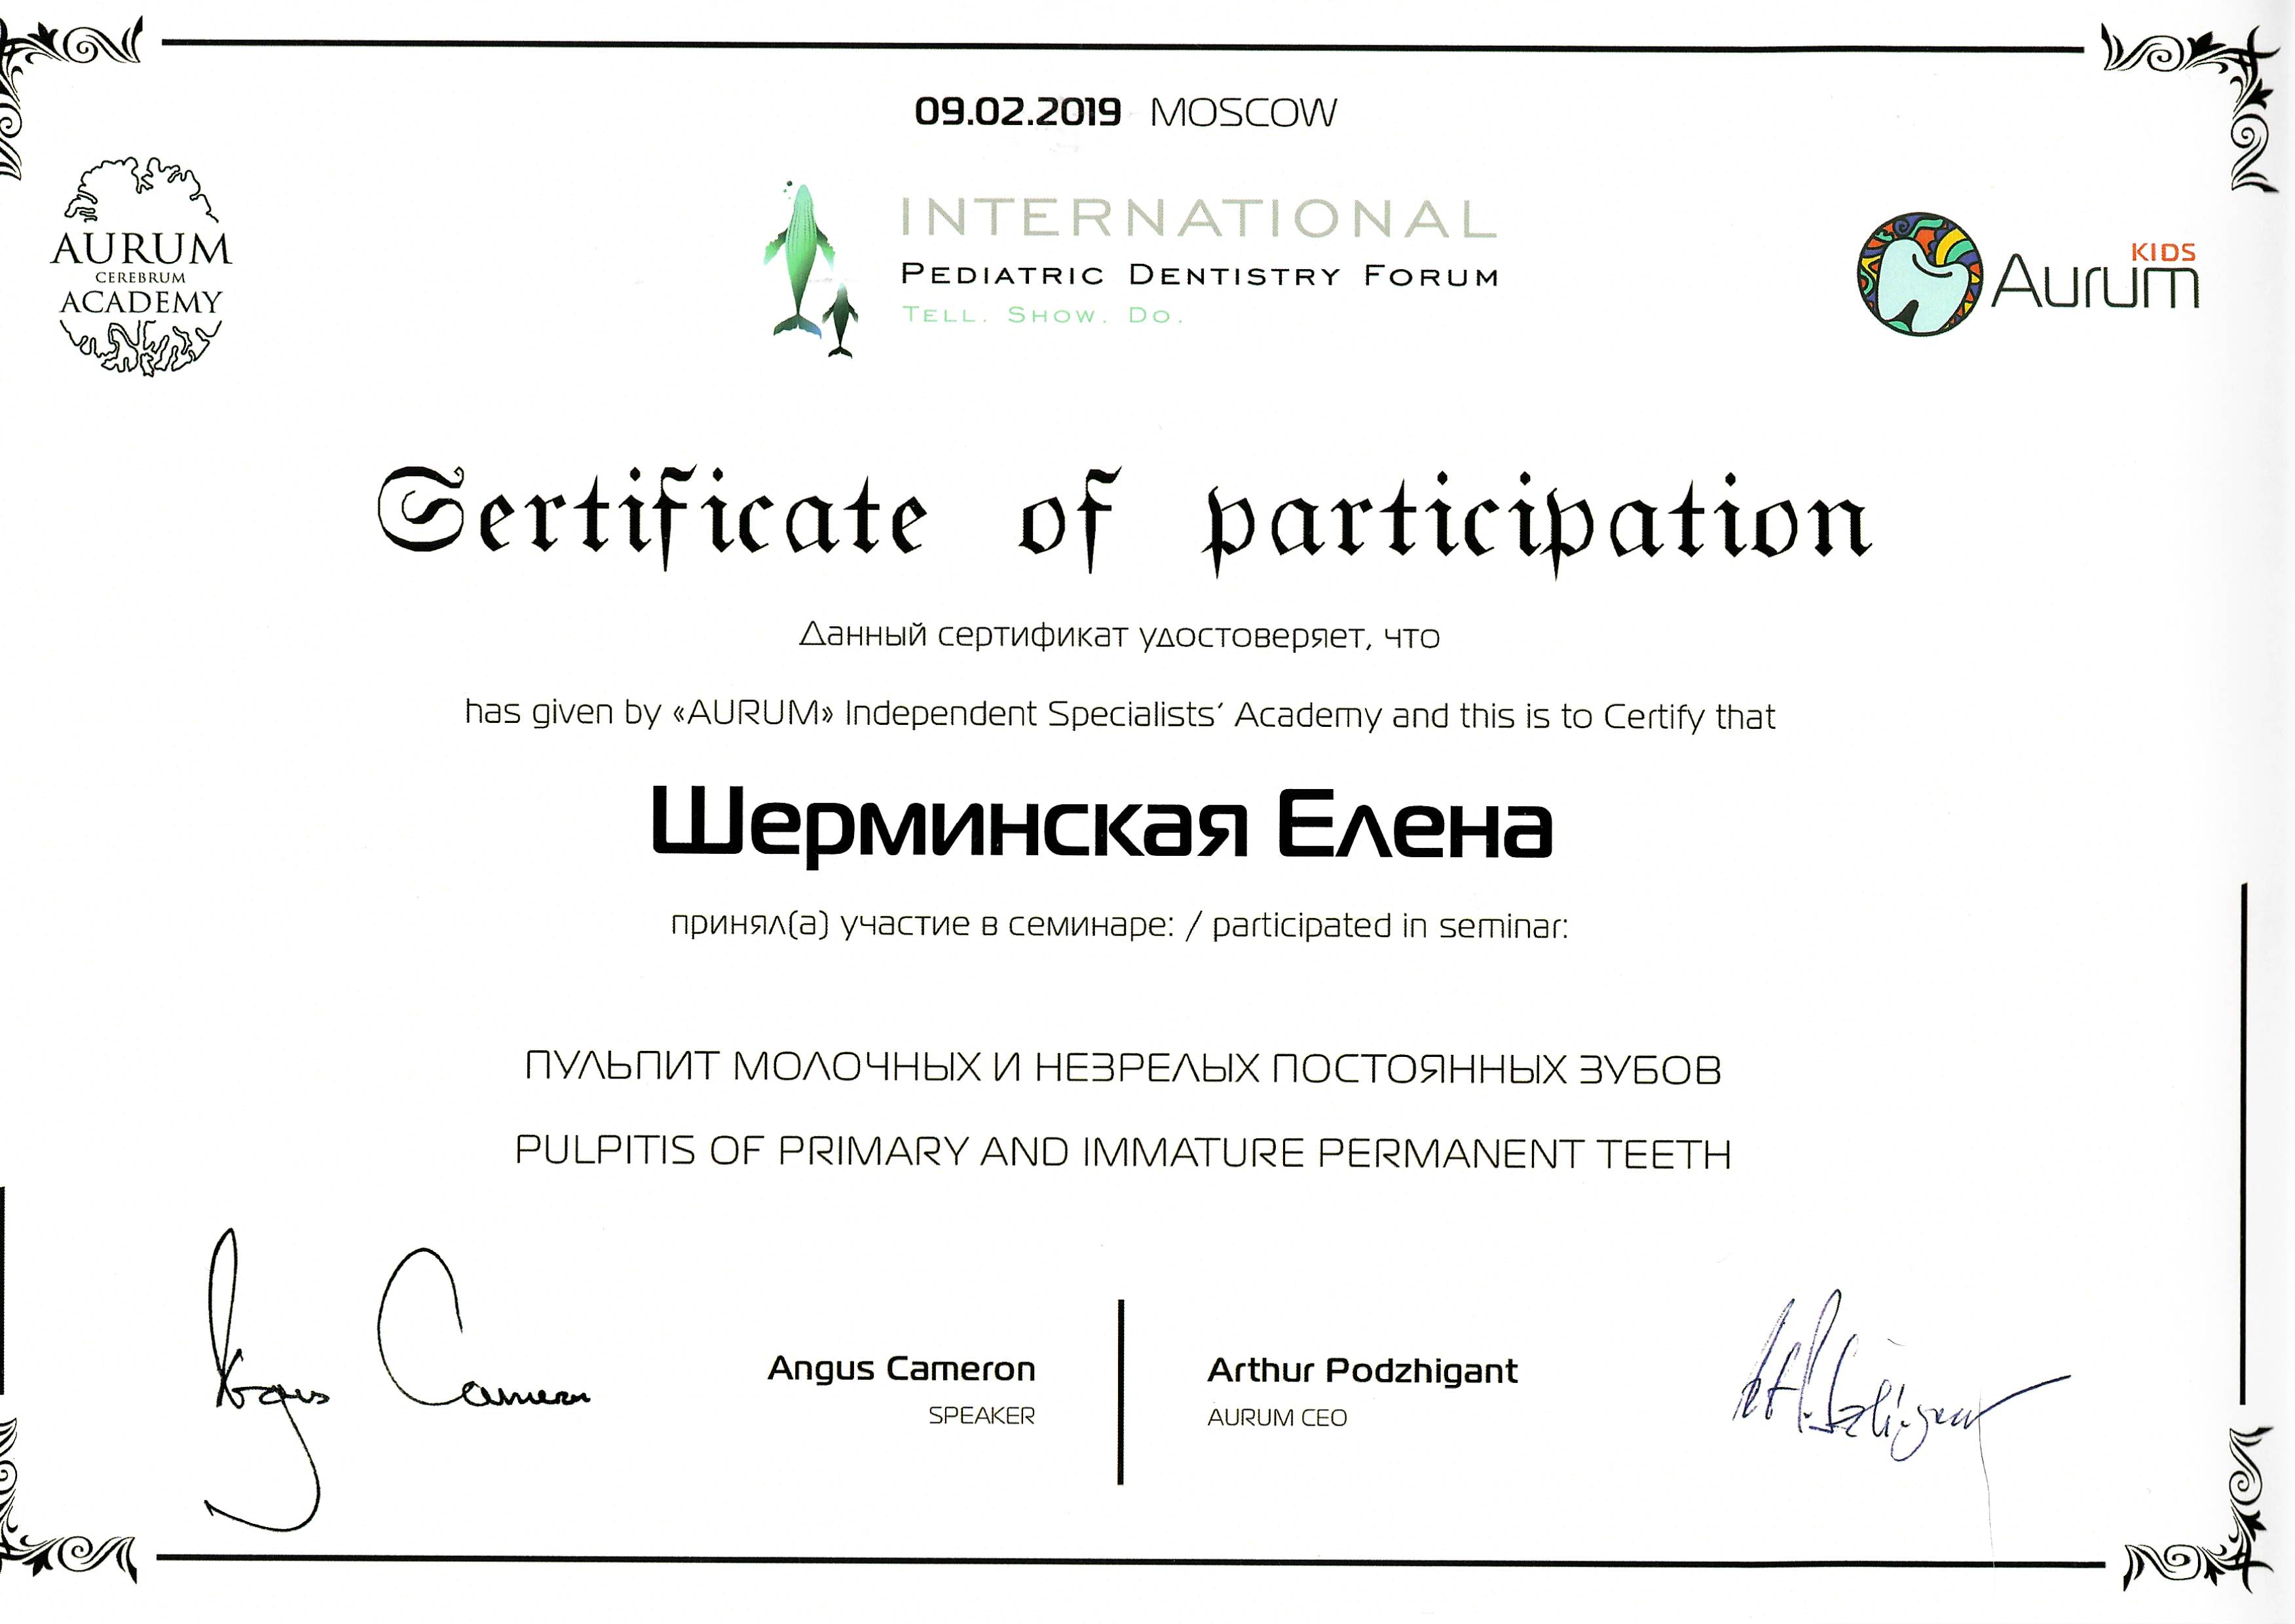 09.02.2019 MOSCOW
AURUM
CEREBRUM
ACADEMY
INTERNATIONAL
PEDIATRIC DENTISTRY FORUM
TELL. SHOW. DO.
KIDS
Aurum
Certificate of participation
Данный сертификат удостоверяет, что
has given by «AURUM» Independent Specialists' Academy and this is to Certify that
Шерминская Елена
принял(а) участие в семинаре: / participated in seminar:
ПУЛЬПИТ МОЛОЧНЫХ И НЕЗРЕЛЫХ ПОСТОЯННЫХ ЗУБОВ
PULPITIS OF PRIMARY AND IMMATURE PERMANENT TEETH
Angus Cameron
Angus Cameron
SPEAKER
Arthur Podzhigant
AURUM CEO